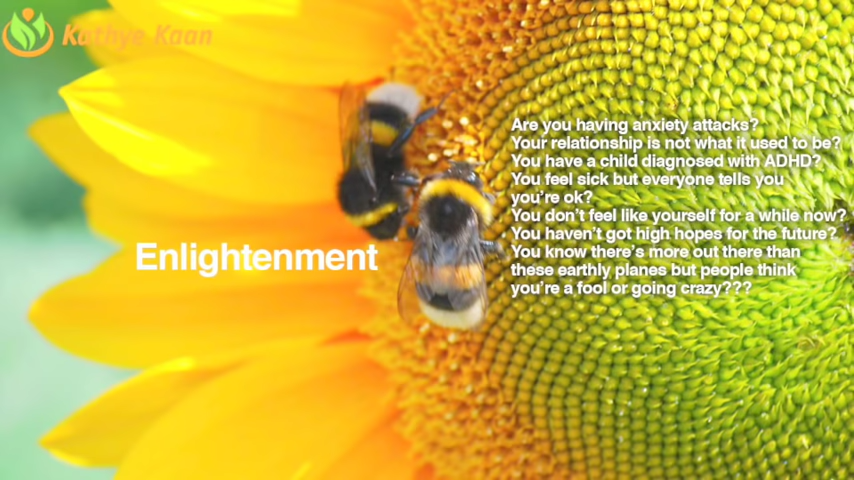 Kathye Kaan
Enlightenment
Are you having anxiety attacks?
Your relationship is not what it used to be?
You have a child diagnosed with ADHD?
You feel sick but everyone tells you
you're ok?
You don't feel like yourself for a while now?
You haven't got high hopes for the future?
You know there's more out there than
these earthly planes but people think
you're a fool or going crazy???